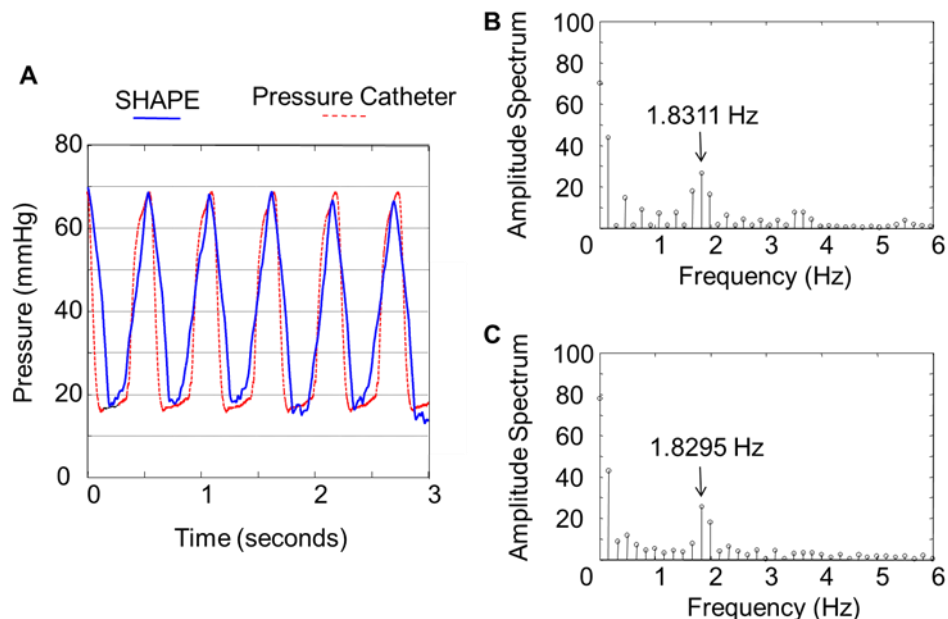 A
SHAPE
Pressure Catheter
80
60
40
20
0
Pressure (mmHg)
0 1 2 3
Time (seconds)
B
100
80
60
40
20
0
Amplitude Spectrum
1.8311 Hz
0 1 2 3 4 5 6
Frequency (Hz)
C
100
80
60
40
20
0
Amplitude Spectrum
1.8295 Hz
0 1 2 3 4 5 6
Frequency (Hz)